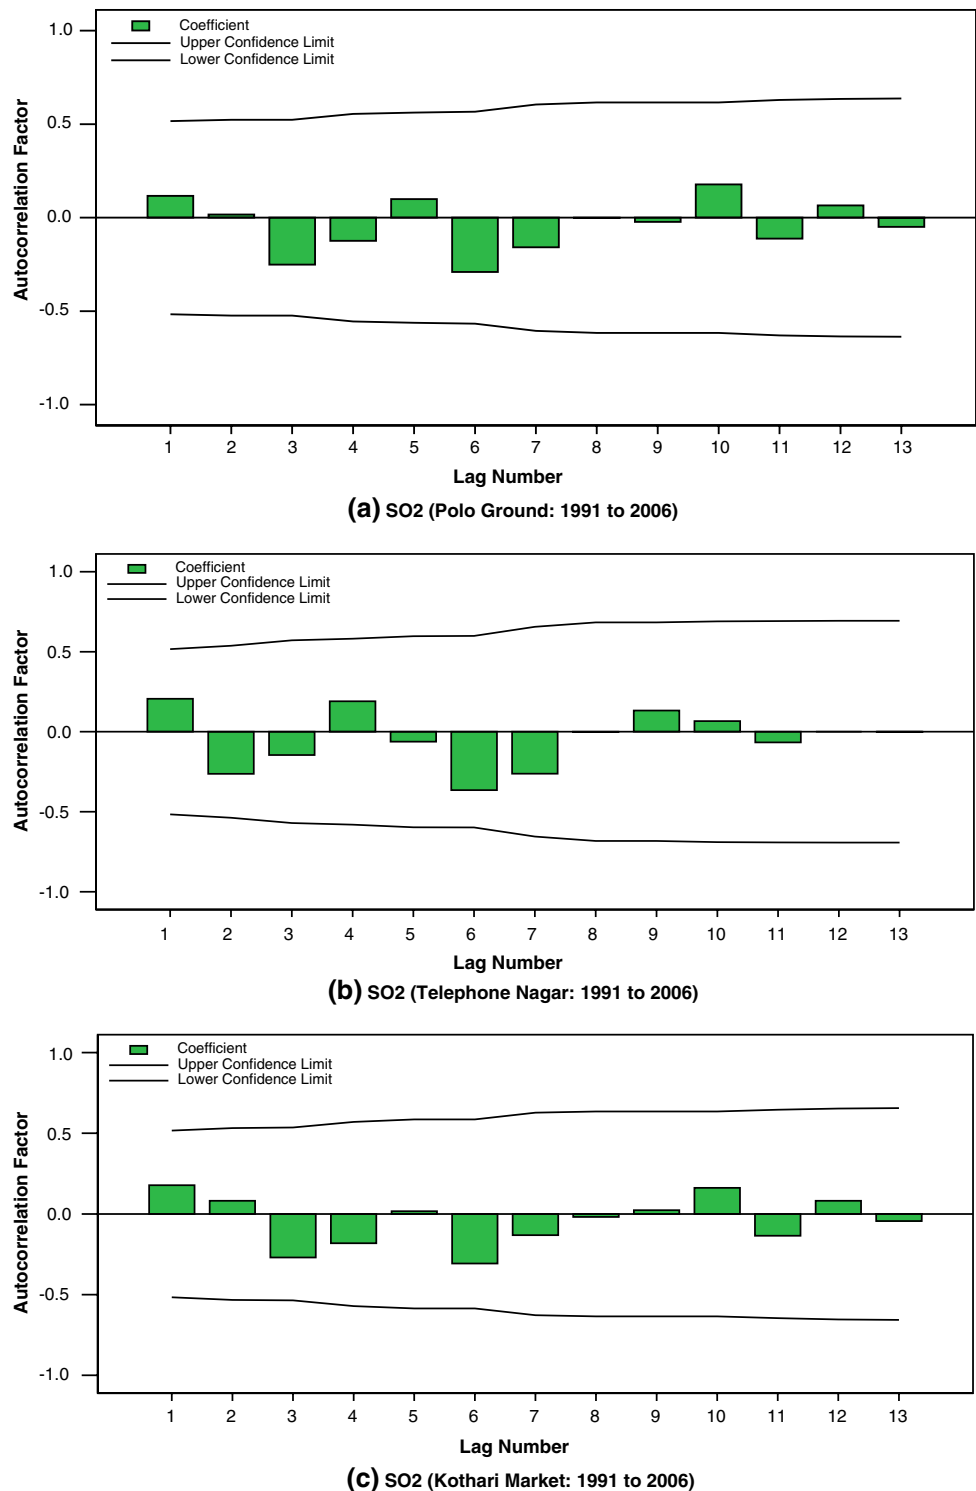 Coefficient
Upper Confidence Limit
Lower Confidence Limit
Autocorrelation Factor
1.0
0.5
0.0
-0.5
-1.0
1 2 3 4 5 6 7 8 9 10 11 12 13
Lag Number
(a) SO2 (Polo Ground: 1991 to 2006)
Coefficient
Upper Confidence Limit
Lower Confidence Limit
Autocorrelation Factor
1.0
0.5
0.0
-0.5
-1.0
1 2 3 4 5 6 7 8 9 10 11 12 13
Lag Number
(b) SO2 (Telephone Nagar: 1991 to 2006)
Coefficient
Upper Confidence Limit
Lower Confidence Limit
Autocorrelation Factor
1.0
0.5
0.0
-0.5
-1.0
1 2 3 4 5 6 7 8 9 10 11 12 13
Lag Number
(c) SO2 (Kothari Market: 1991 to 2006)